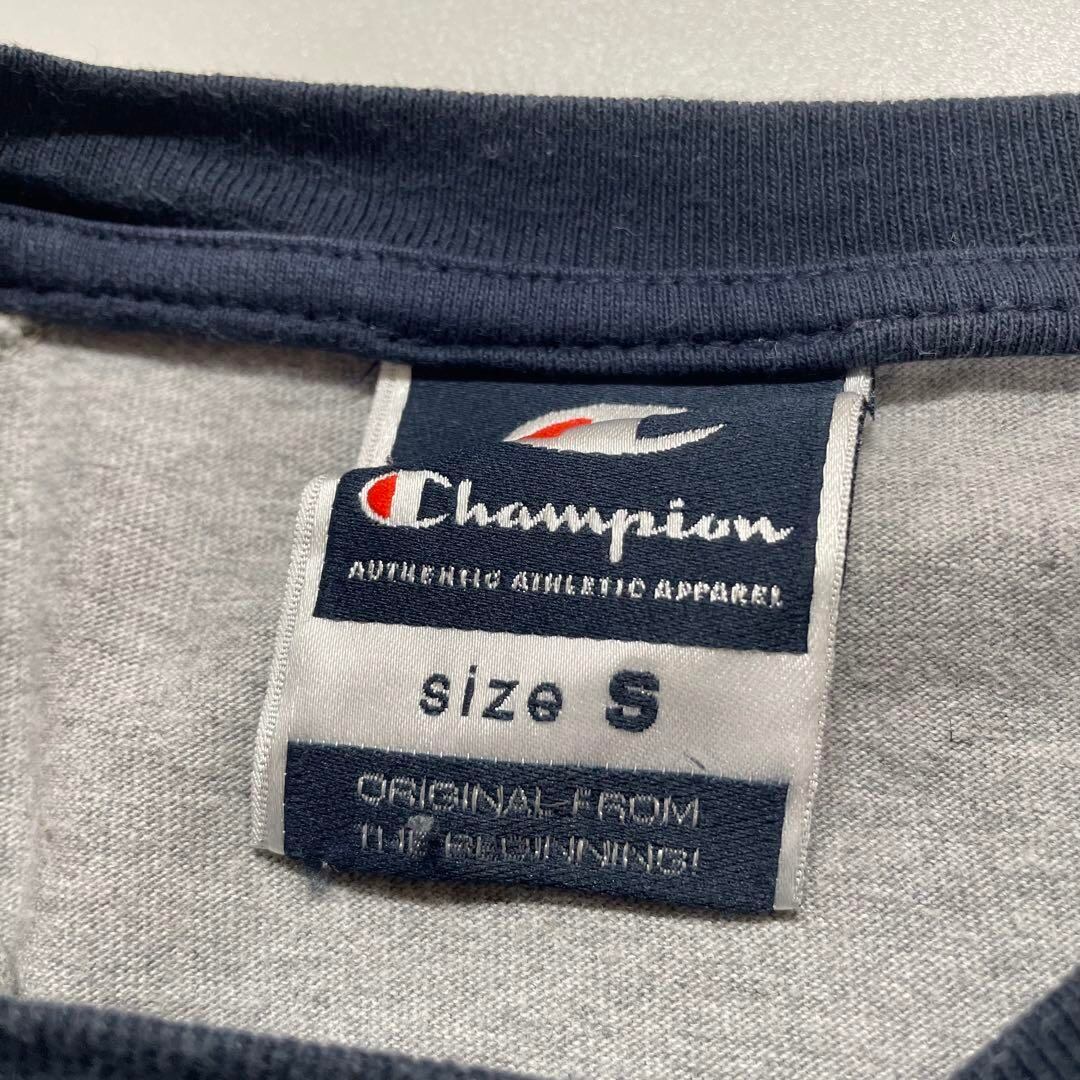 Champion
AUTHENTIC ATHLETIC APPAREL
size S
ORIGINAL FROM
THE BEGINNING!